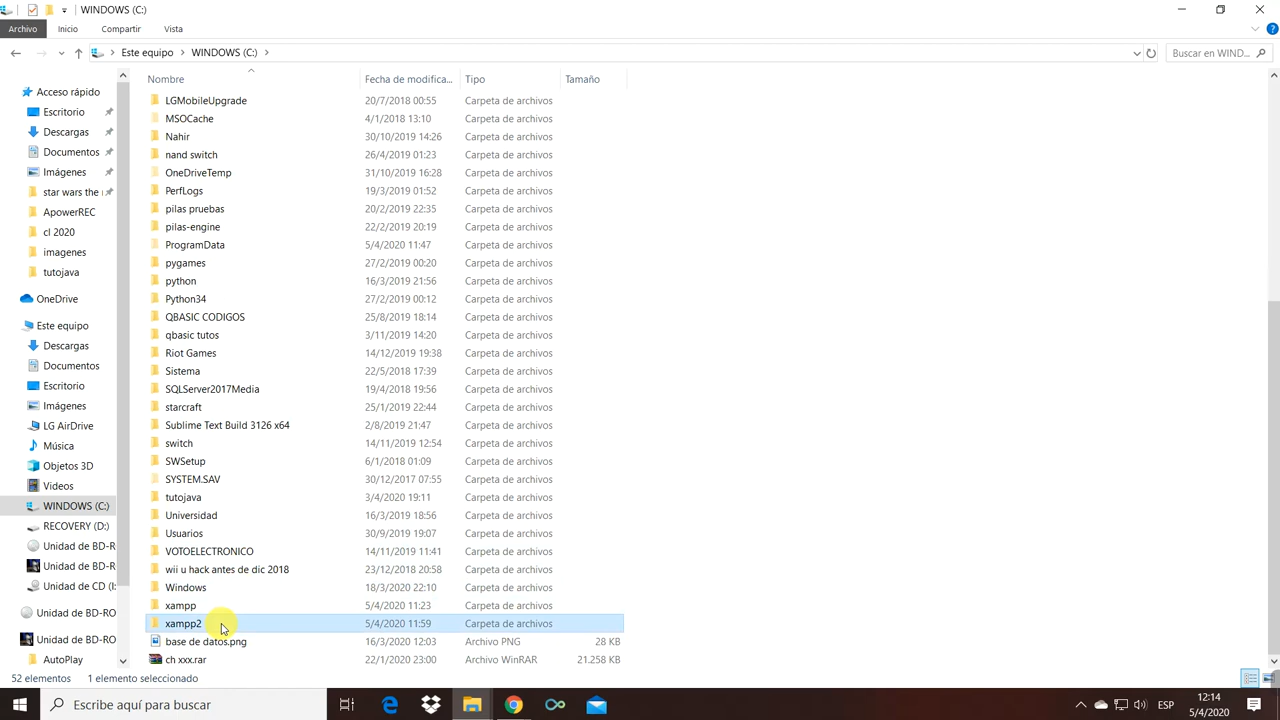 WINDOWS (C:)
Archivo Inicio Compartir Vista
Este equipo WINDOWS (C:) Buscar en WIND...
Nombre Fecha de modifica... Tipo Tamaño
Acceso rápido
Escritorio
Descargas
Documentos
Imágenes
star wars the
ApowerREC
cl 2020
imagenes
tutojava
OneDrive
Este equipo
Descargas
Documentos
Escritorio
Imágenes
LG AirDrive
Música
Objetos 3D
Videos
WINDOWS (C:)
RECOVERY (D:)
Unidad de BD-R
Unidad de BD-R
Unidad de CD (I:
Unidad de BD-RO
Unidad de BD-RO
AutoPlay
LGMobileUpgrade 20/7/2018 00:55 Carpeta de archivos
MSOCache 4/1/2018 13:10 Carpeta de archivos
Nahir 30/10/2019 14:26 Carpeta de archivos
nand switch 26/4/2019 01:23 Carpeta de archivos
OneDriveTemp 30/12/2019 16:28 Carpeta de archivos
PerfLogs 19/3/2019 01:52 Carpeta de archivos
pilas pruebas 20/2/2019 22:35 Carpeta de archivos
pilas-engine 22/2/2019 20:19 Carpeta de archivos
ProgramData 5/4/2020 11:47 Carpeta de archivos
pygames 27/2/2019 00:20 Carpeta de archivos
python 16/3/2019 21:56 Carpeta de archivos
Python34 27/2/2019 00:12 Carpeta de archivos
QBASIC CODIGOS 25/8/2019 18:14 Carpeta de archivos
qbasic tutos 3/11/2019 14:20 Carpeta de archivos
Riot Games 14/12/2019 19:38 Carpeta de archivos
Sistema 22/5/2018 17:39 Carpeta de archivos
SQLServer2017Media 19/4/2018 19:56 Carpeta de archivos
starcraft 25/1/2019 22:44 Carpeta de archivos
Sublime Text Build 3126 x64 2/8/2019 21:47 Carpeta de archivos
switch 14/11/2019 12:54 Carpeta de archivos
SWSetup 6/1/2018 01:09 Carpeta de archivos
SYSTEM.SAV 30/12/2017 07:55 Carpeta de archivos
tutojava 3/4/2020 19:11 Carpeta de archivos
Universidad 16/3/2019 18:56 Carpeta de archivos
Usuarios 30/9/2019 19:07 Carpeta de archivos
VOTOELECTRONICO 14/11/2019 11:41 Carpeta de archivos
wii u hack antes de dic 2018 23/12/2018 20:58 Carpeta de archivos
Windows 18/3/2020 22:10 Carpeta de archivos
xampp 5/4/2020 11:23 Carpeta de archivos
xampp2 5/4/2020 11:59 Carpeta de archivos
base de datos.png 16/3/2019 12:03 Archivo PNG 28 KB
ch xxx.rar 22/1/2020 23:00 Archivo WinRAR 21.258 KB
52 elementos 1 elemento seleccionado
Escribe aquí para buscar ESP 12:14
5/4/2020